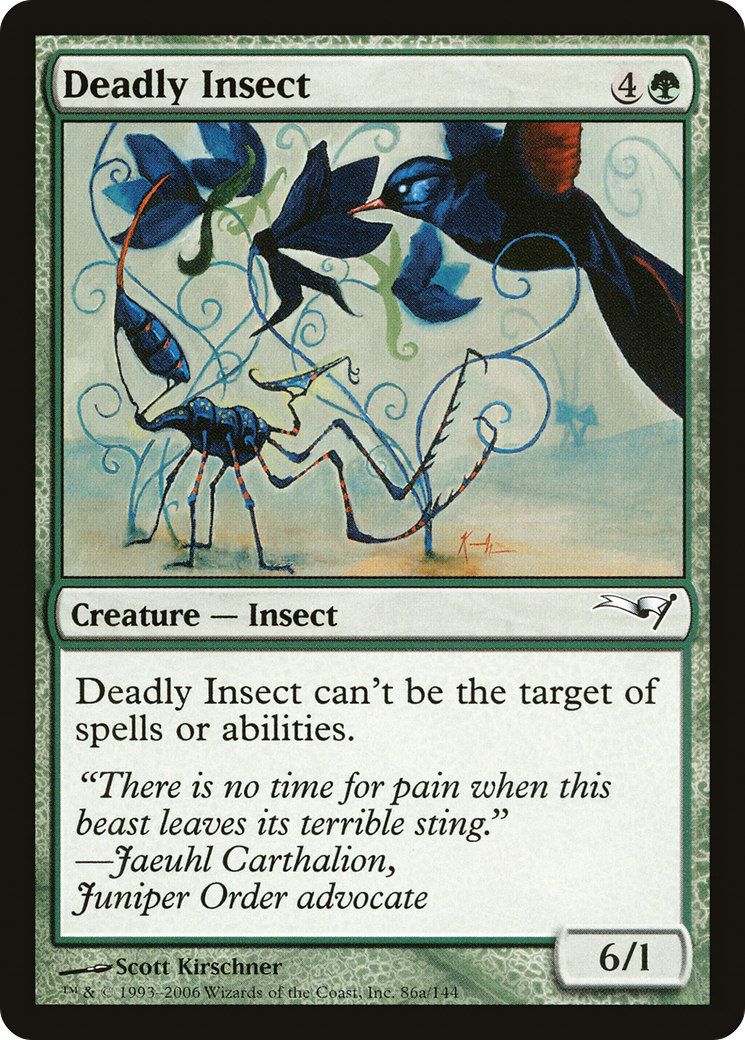 Deadly Insect 4
Creature — Insect
Deadly Insect can't be the target of
spells or abilities.
“There is no time for pain when this
beast leaves its terrible sting.”
—Jaeuhl Carthalion,
Juniper Order advocate
6/1
Scott Kirschner
™ & © 1993–2006 Wizards of the Coast, Inc. 86a/144